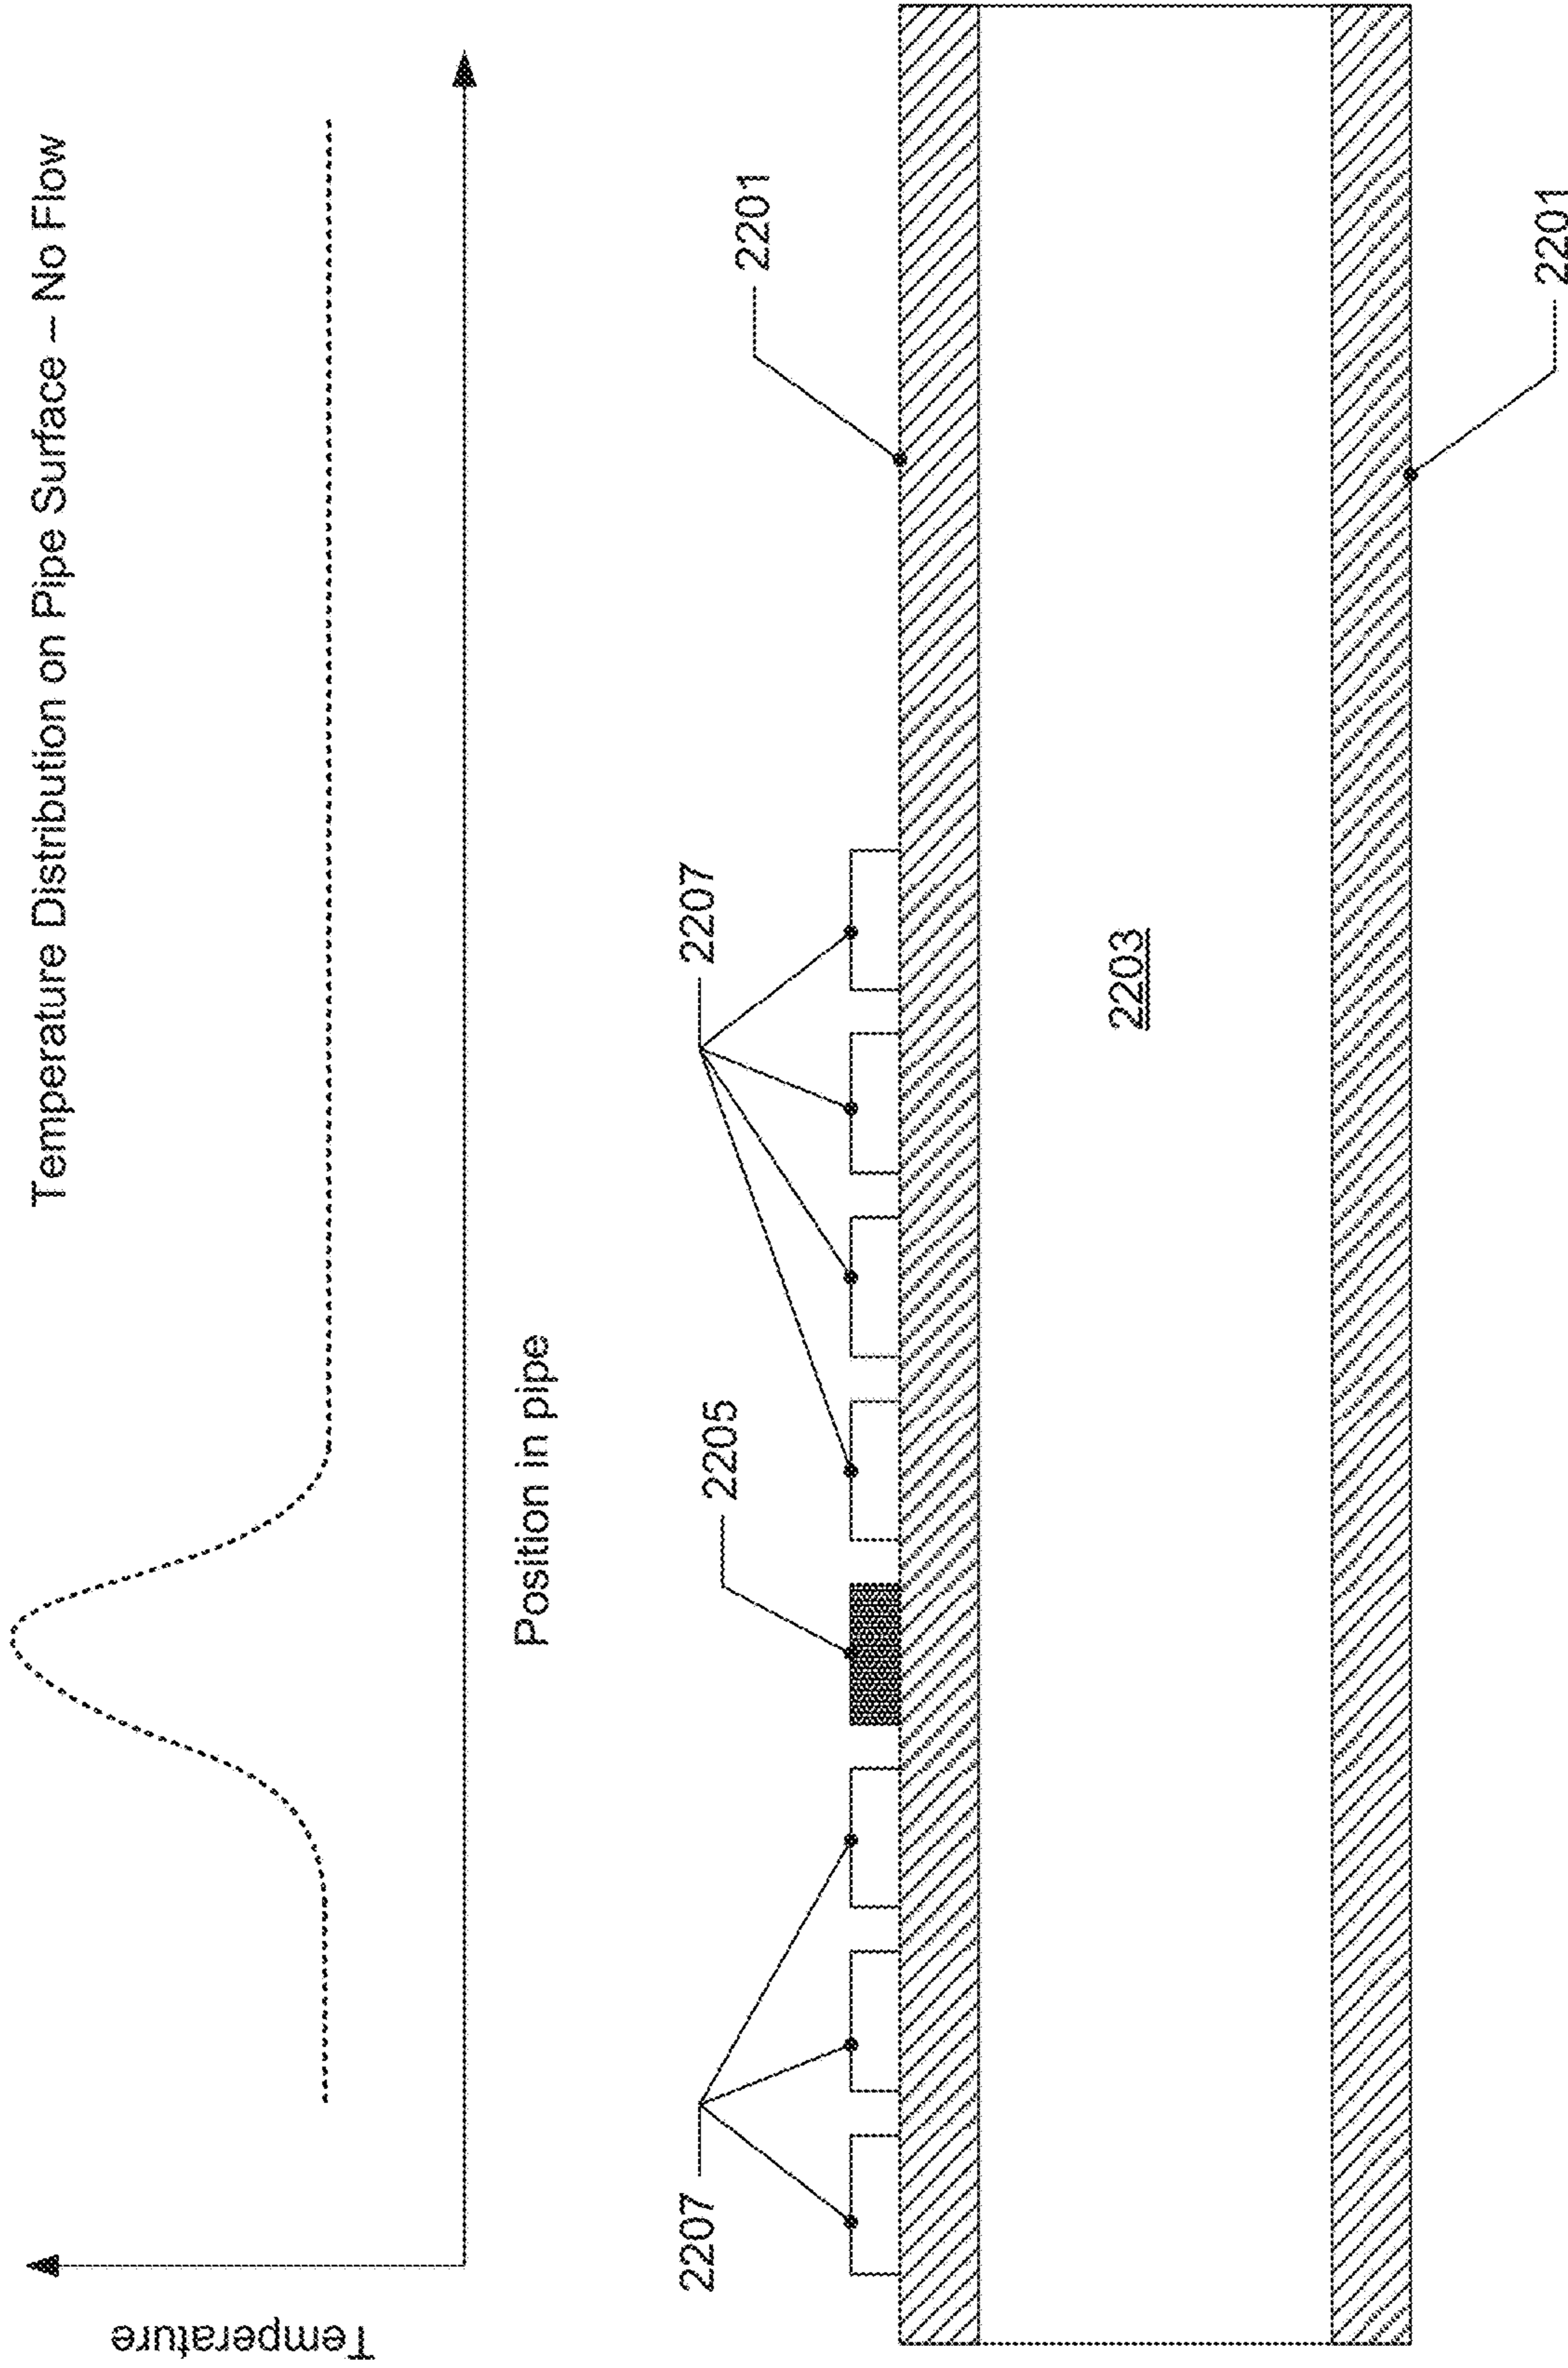 Temperature Distribution on Pipe Surface – No Flow
Temperature
Position in pipe
2207
2205
2207
2201
2203
2201